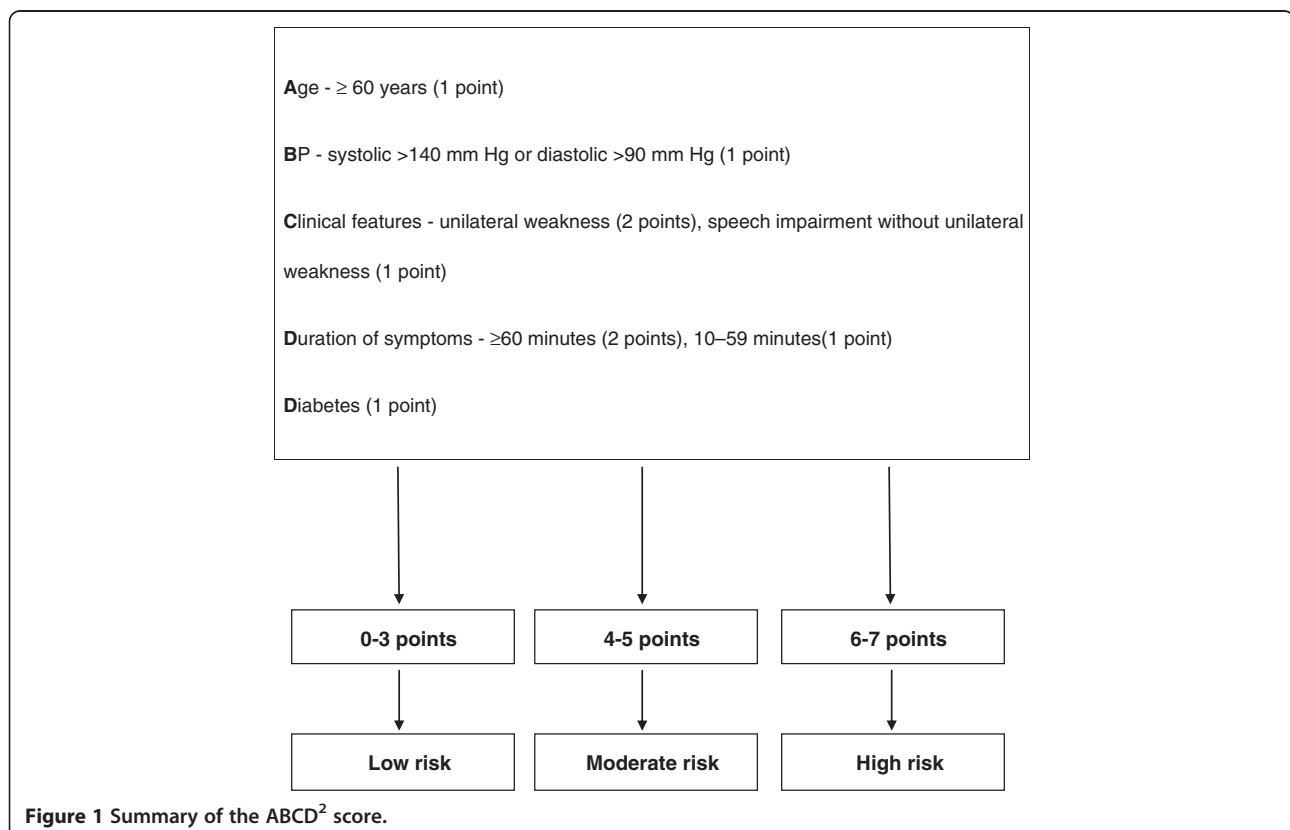 Age - ≥ 60 years (1 point)
BP - systolic >140 mm Hg or diastolic >90 mm Hg (1 point)
Clinical features - unilateral weakness (2 points), speech impairment without unilateral
weakness (1 point)
Duration of symptoms - ≥60 minutes (2 points), 10–59 minutes(1 point)
Diabetes (1 point)
0-3 points
4-5 points
6-7 points
Low risk
Moderate risk
High risk
Figure 1 Summary of the ABCD² score.